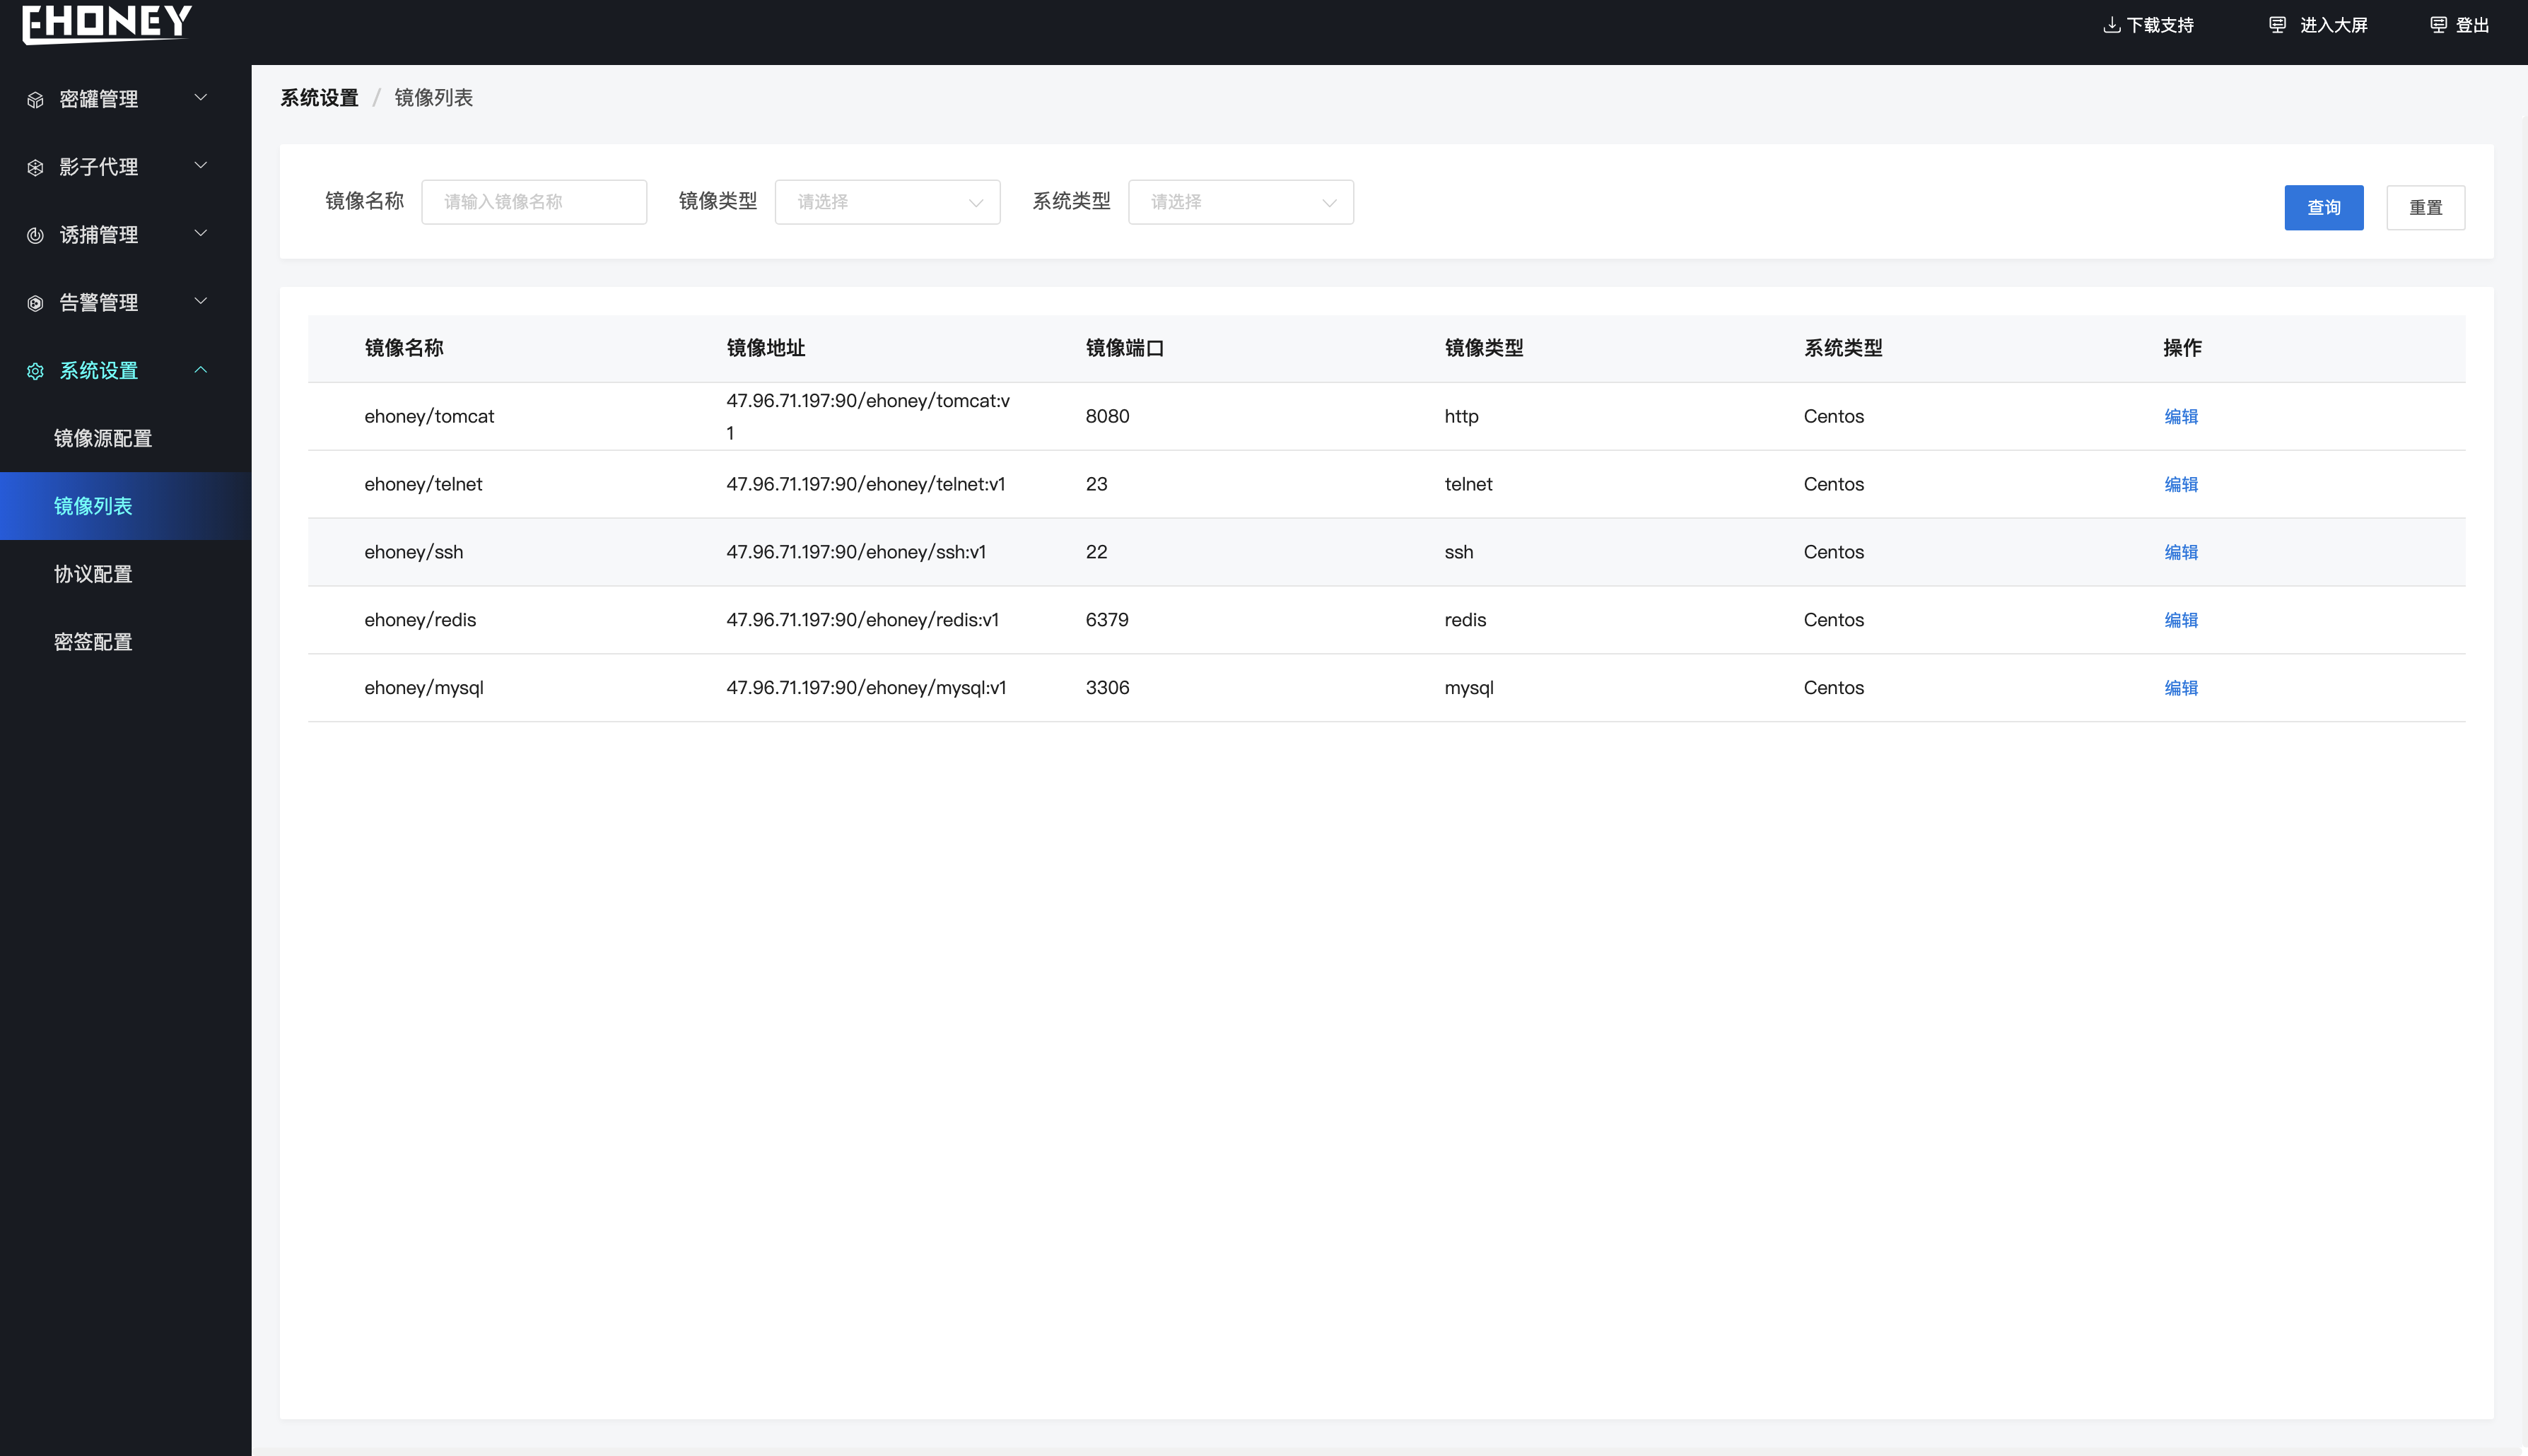 EHONEY
下载支持
进入大屏
登出
密罐管理
影子代理
诱捕管理
告警管理
系统设置
镜像源配置
镜像列表
协议配置
密签配置
系统设置 / 镜像列表
镜像名称 请输入镜像名称 镜像类型 请选择 系统类型 请选择 查询 重置
镜像名称 镜像地址 镜像端口 镜像类型 系统类型 操作
ehoney/tomcat 47.96.71.197:90/ehoney/tomcat:v
1 8080 http Centos 编辑
ehoney/telnet 47.96.71.197:90/ehoney/telnet:v1 23 telnet Centos 编辑
ehoney/ssh 47.96.71.197:90/ehoney/ssh:v1 22 ssh Centos 编辑
ehoney/redis 47.96.71.197:90/ehoney/redis:v1 6379 redis Centos 编辑
ehoney/mysql 47.96.71.197:90/ehoney/mysql:v1 3306 mysql Centos 编辑